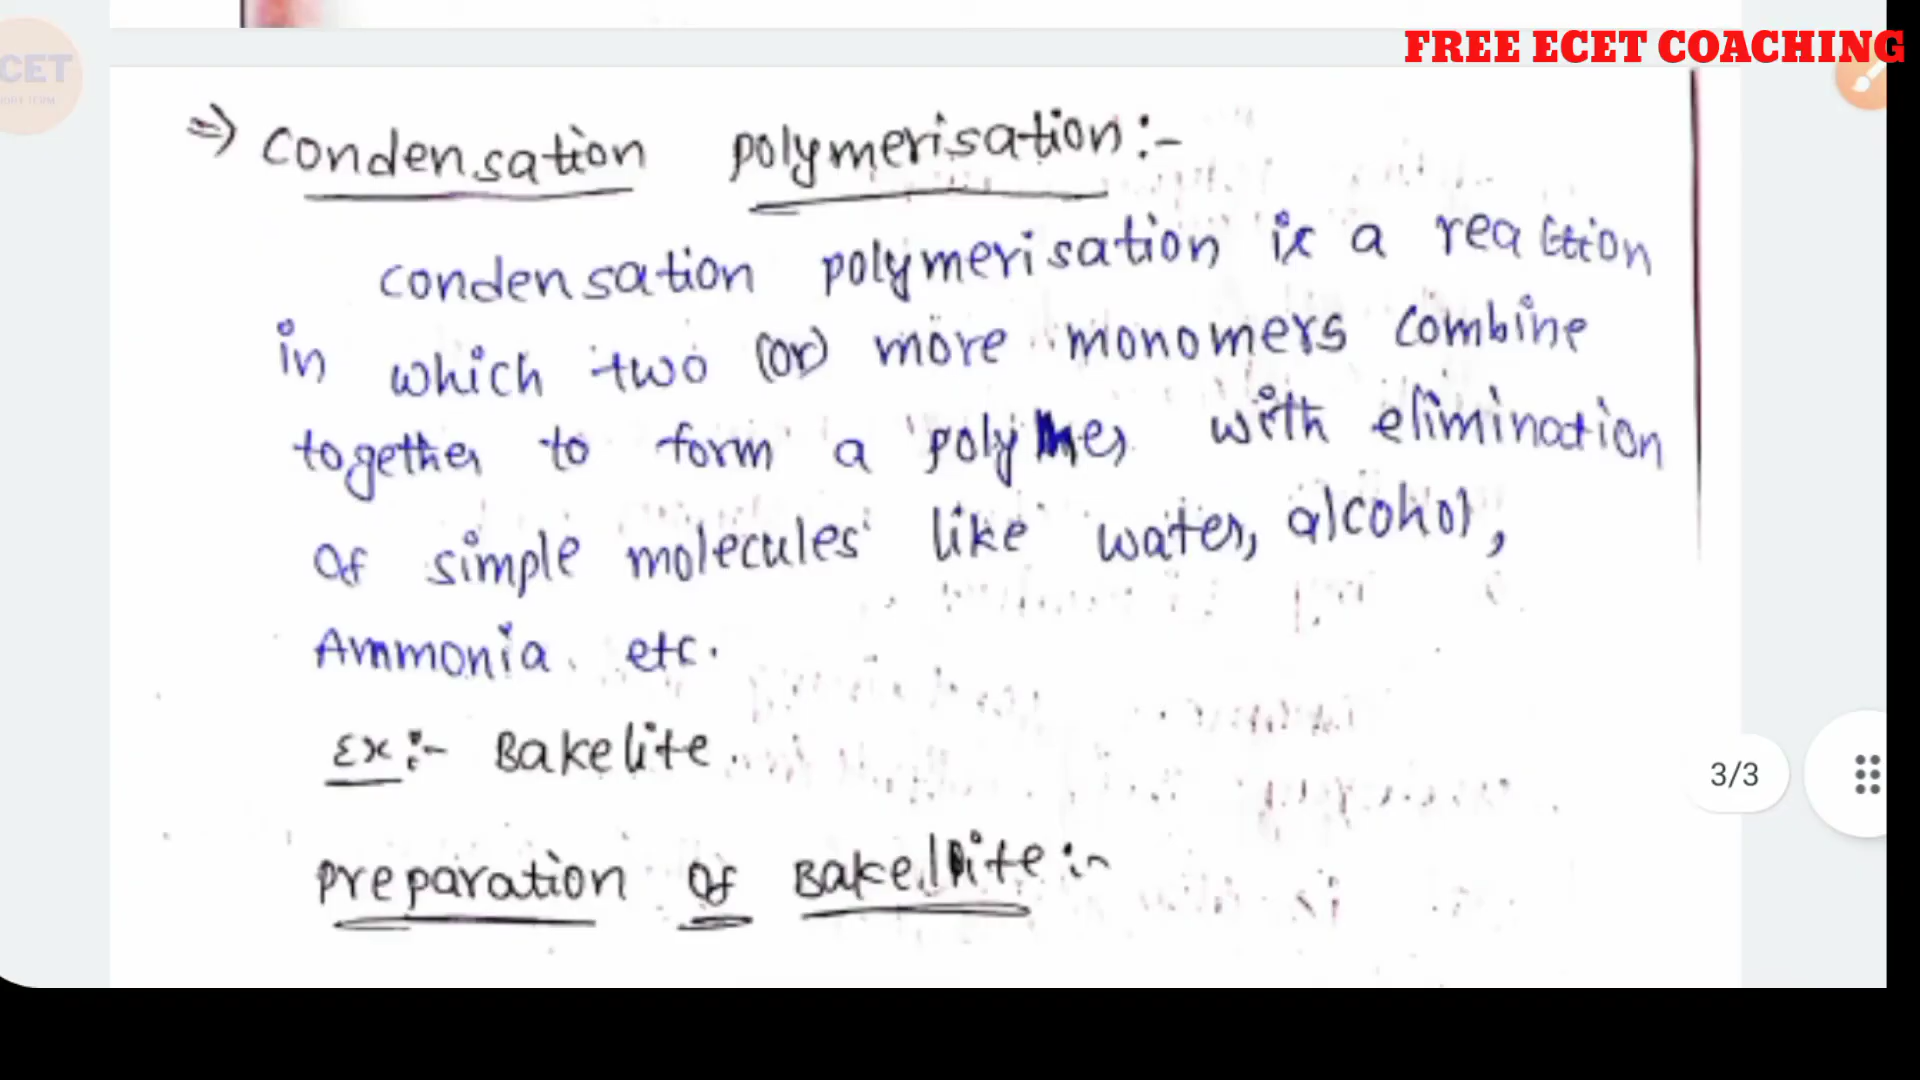 FREE ECET COACHING
CET
⇒ Condensation polymerisation:-
condensation polymerisation is a reaction
in which two (or) more monomers combine
together to form a polymer with elimination
of simple molecules like water, alcohol,
Ammonia. etc.
Ex:- Bakelite.
3/3
preparation of Bakelite:-